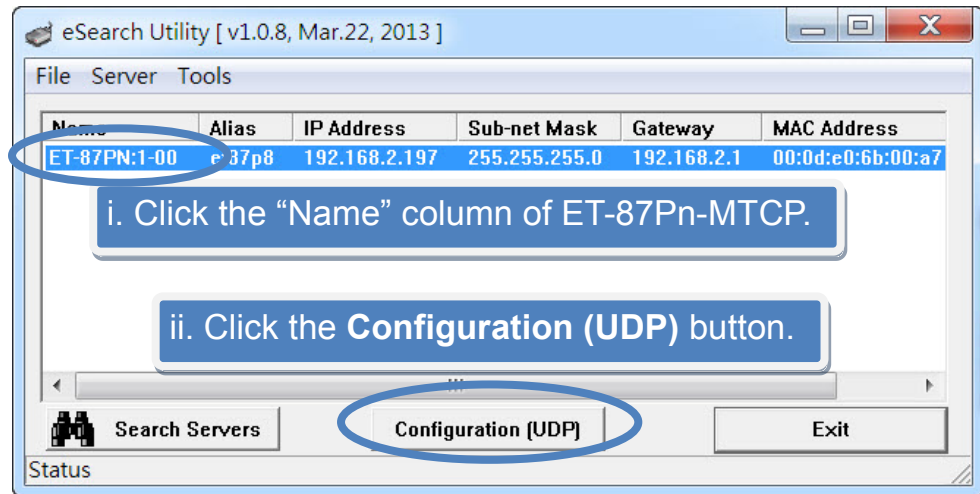 eSearch Utility [ v1.0.8, Mar.22, 2013 ]
File Server Tools
Name Alias IP Address Sub-net Mask Gateway MAC Address
ET-87PN:1-00 192.168.2.197 255.255.255.0 192.168.2.1 00:0d:e0:6b:00:a7
i. Click the “Name” column of ET-87Pn-MTCP.
ii. Click the Configuration (UDP) button.
Search Servers Configuration (UDP) Exit
Status